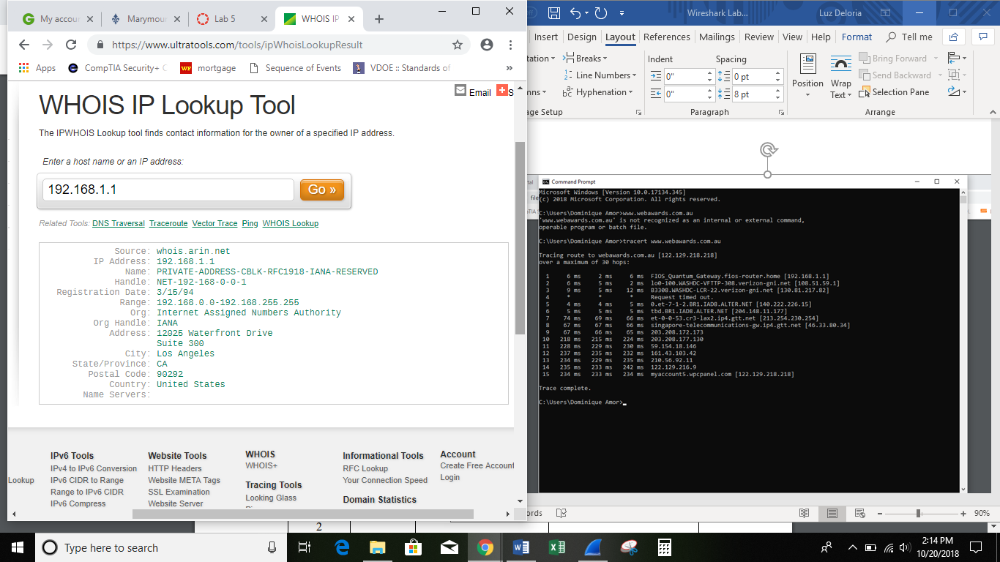 My accou
Marymou
Lab 5
WHOIS IP
https://www.ultratools.com/tools/ipWhoisLookupResult
Apps
CompTIA Security+ C
mortgage
Sequence of Events
VDOE :: Standards of
»
Email
S
WHOIS IP Lookup Tool
The IPWHOIS Lookup tool finds contact information for the owner of a specified IP address.
Enter a host name or an IP address:
192.168.1.1
Go »
Related Tools: DNS Traversal Traceroute Vector Trace Ping WHOIS Lookup
Source: whois.arin.net
IP Address: 192.168.1.1
Name: PRIVATE-ADDRESS-CBLK-RFC1918-IANA-RESERVED
Handle: NET-192-168-0-0-1
Registration Date: 3/15/94
Range: 192.168.0.0-192.168.255.255
Org: Internet Assigned Numbers Authority
Org Handle: IANA
Address: 12025 Waterfront Drive
Suite 300
City: Los Angeles
State/Province: CA
Postal Code: 90292
Country: United States
Name Servers:
Lookup
IPv6 Tools
IPv4 to IPv6 Conversion
IPv6 CIDR to Range
Range to IPv6 CIDR
IPv6 Compress
Website Tools
HTTP Headers
Website META Tags
SSL Examination
Website Server
WHOIS
WHOIS+
Tracing Tools
Looking Glass
Informational Tools
RFC Lookup
Your Connection Speed
Domain Statistics
Account
Create Free Account
Login
Wireshark Lab...
Luz Deloria
Insert Design Layout References Mailings Review View Help Format Tell me
tation
Breaks
Line Numbers
mns
Hyphenation
ge Setup
Indent
0"
0"
Spacing
0 pt
8 pt
Paragraph
Position
Wrap
Text
Bring Forward
Send Backward
Selection Pane
Arrange
Command Prompt
Microsoft Windows [Version 10.0.17134.345]
(c) 2018 Microsoft Corporation. All rights reserved.
C:\Users\Dominique Amor>www.webawards.com.au
'www.webawards.com.au' is not recognized as an internal or external command,
operable program or batch file.
C:\Users\Dominique Amor>tracert www.webawards.com.au
Tracing route to webawards.com.au [122.129.218.218]
over a maximum of 30 hops:
1 6 ms 2 ms 6 ms FIOS_Quantum_Gateway.fios-router.home [192.168.1.1]
2 6 ms 5 ms 2 ms lo0-100.WASHDC-VFTTP-308.verizon-gni.net [108.51.59.1]
3 9 ms 5 ms 12 ms B3308.WASHDC-LCR-22.verizon-gni.net [130.81.217.82]
4 * * * Request timed out.
5 4 ms 4 ms 5 ms 0.et-7-1-2.BR1.IAD8.ALTER.NET [140.222.226.15]
6 5 ms 5 ms 5 ms tbd.BR1.IAD8.ALTER.NET [204.148.11.177]
7 74 ms 69 ms 66 ms et-0-0-53.cr3-lax2.ip4.gtt.net [213.254.230.254]
8 67 ms 67 ms 66 ms singapore-telecommunications-gw.ip4.gtt.net [46.33.80.34]
9 67 ms 66 ms 65 ms 203.208.172.173
10 218 ms 215 ms 224 ms 203.208.177.130
11 228 ms 229 ms 230 ms 59.154.18.146
12 237 ms 235 ms 232 ms 161.43.103.42
13 234 ms 229 ms 235 ms 210.56.92.11
14 235 ms 233 ms 242 ms 122.129.216.9
15 234 ms 233 ms 234 ms myaccount5.wpcpanel.com [122.129.218.218]
Trace complete.
C:\Users\Dominique Amor>
ords
90%
2
Type here to search
2:14 PM
10/20/2018